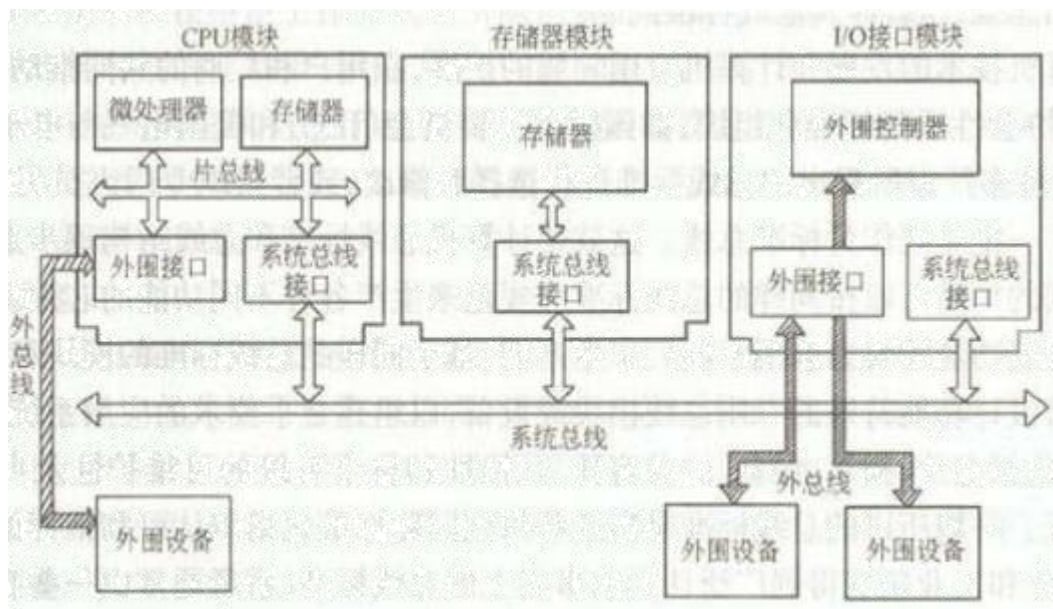 CPU模块
存储器模块
I/O接口模块
微处理器
存储器
存储器
外围控制器
片总线
外围接口
系统总线
接口
系统总线
接口
外围接口
系统总线
接口
外总线
系统总线
外总线
外围设备
外围设备
外围设备